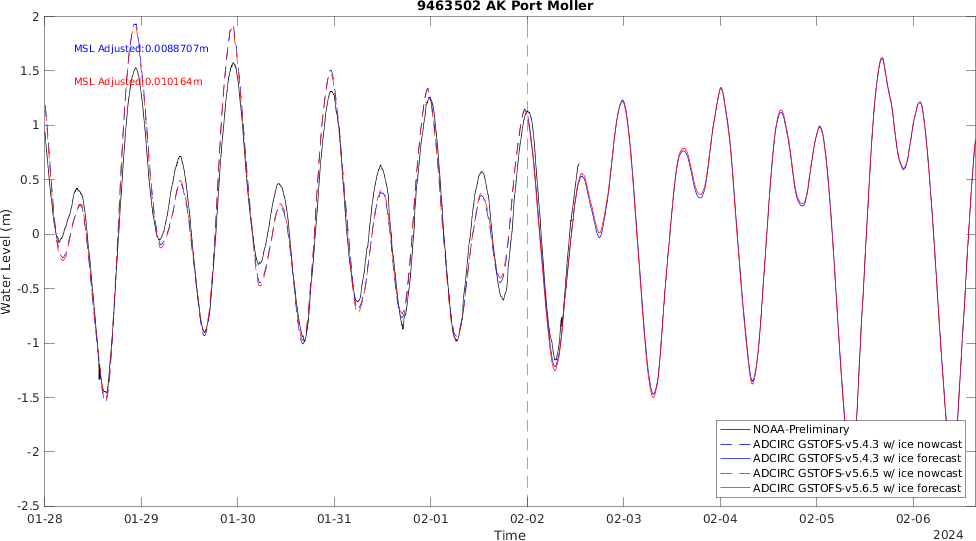 9463502 AK Port Moller
MSL Adjusted:0.0088707m
MSL Adjusted:0.010164m
Water Level (m)
2
1.5
1
0.5
0
-0.5
-1
-1.5
-2
-2.5
NOAA-Preliminary
ADCIRC GSTOFS-v5.4.3 w/ ice nowcast
ADCIRC GSTOFS-v5.4.3 w/ ice forecast
ADCIRC GSTOFS-v5.6.5 w/ ice nowcast
ADCIRC GSTOFS-v5.6.5 w/ ice forecast
01-28 01-29 01-30 01-31 02-01 02-02 02-03 02-04 02-05 02-06
Time
2024